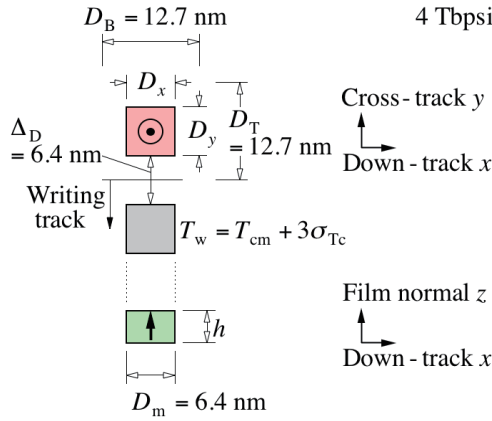 D_B = 12.7 nm
4 Tbpsi
D_x
Cross-track y
Δ_D
= 6.4 nm
D_y
D_T
= 12.7 nm
Down-track x
Writing
track
T_w = T_cm + 3σ_Tc
Film normal z
h
Down-track x
D_m = 6.4 nm